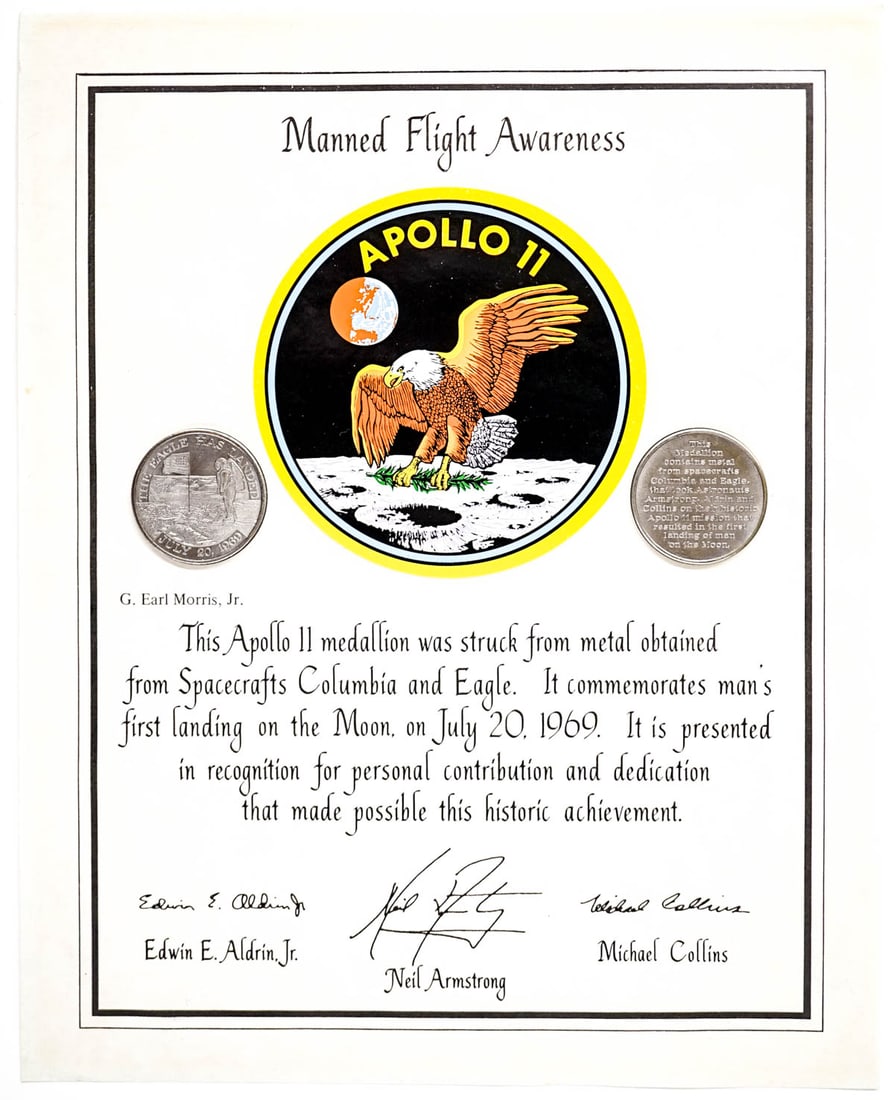 Manned Flight Awareness
APOLLO 11
THE EAGLE HAS LANDED
JULY 20, 1969
This
Medallion
contains metal
from spacecrafts
Columbia and Eagle,
that took Astronauts
Armstrong, Aldrin and
Collins on the historic
Apollo 11 mission that
resulted in the first
landing of man
on the Moon.
G. Earl Morris, Jr.
This Apollo 11 medallion was struck from metal obtained
from Spacecrafts Columbia and Eagle. It commemorates man's
first landing on the Moon, on July 20, 1969. It is presented
in recognition for personal contribution and dedication
that made possible this historic achievement.
Edwin E. Aldrin Jr
Neil Armstrong
Michael Collins
Edwin E. Aldrin, Jr.
Neil Armstrong
Michael Collins